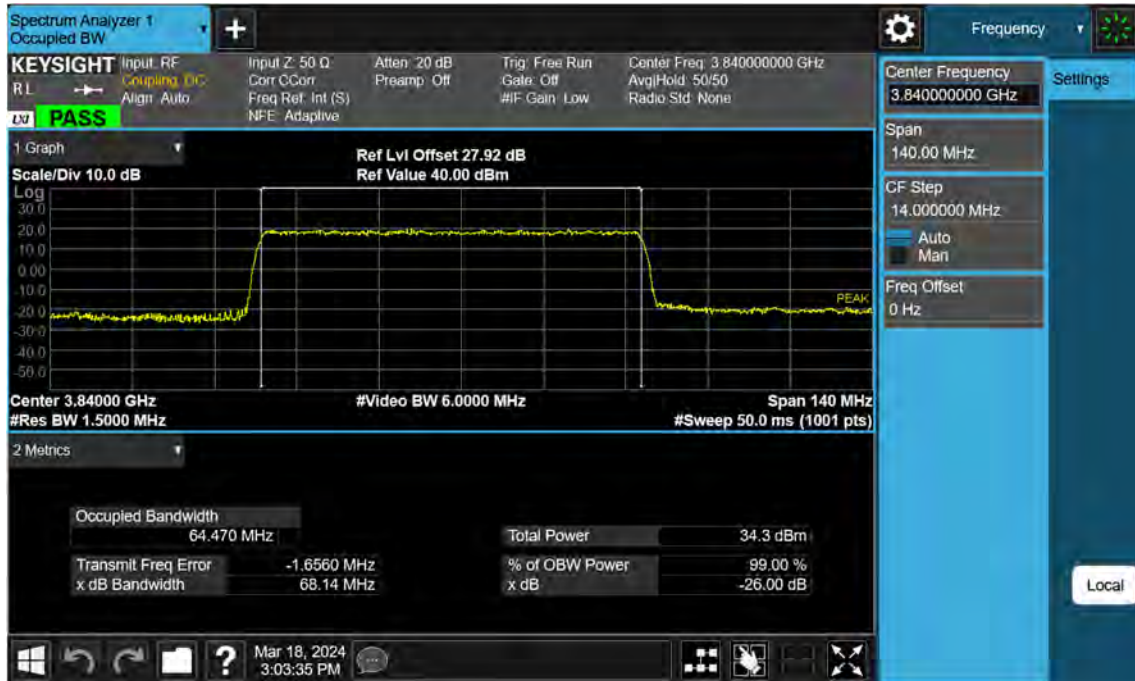 Spectrum Analyzer 1
Occupied BW
+
Frequency
KEYSIGHT
RL
LXI
PASS
Input: RF
Coupling: DC
Align: Auto
Input Z: 50 Ω
Corr CCorr
Freq Ref: Int (S)
NFE: Adaptive
Atten: 20 dB
Preamp: Off
Trig: Free Run
Gate: Off
#IF Gain: Low
Center Freq: 3.840000000 GHz
Avg|Hold: 50/50
Radio Std: None
1 Graph
Ref Lvl Offset 27.92 dB
Scale/Div 10.0 dB
Ref Value 40.00 dBm
Log
30.0
20.0
10.0
0.00
-10.0
-20.0
-30.0
-40.0
-50.0
PEAK
Center 3.84000 GHz
#Video BW 6.0000 MHz
Span 140 MHz
#Res BW 1.5000 MHz
#Sweep 50.0 ms (1001 pts)
2 Metrics
Occupied Bandwidth
64.470 MHz
Total Power 34.3 dBm
Transmit Freq Error -1.6560 MHz
% of OBW Power 99.00 %
x dB Bandwidth 68.14 MHz
x dB -26.00 dB
Mar 18, 2024
3:03:35 PM
?
Center Frequency
3.840000000 GHz
Settings
Span
140.00 MHz
CF Step
14.000000 MHz
Auto
Man
Freq Offset
0 Hz
Local